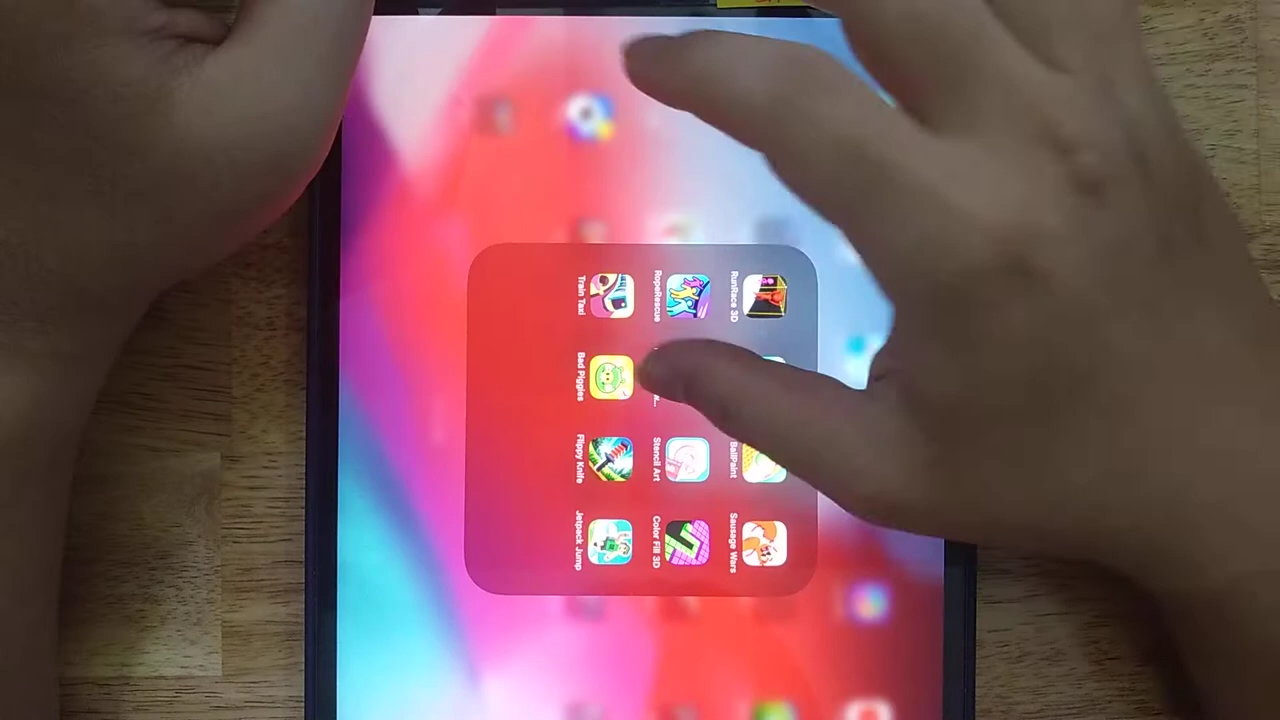 RunRace 3D
BallPaint
Sausage Wars
RopeRescue
Stencil Art
Color Fill 3D
Train Taxi
Bad Piggies
Flippy Knife
Jetpack Jump